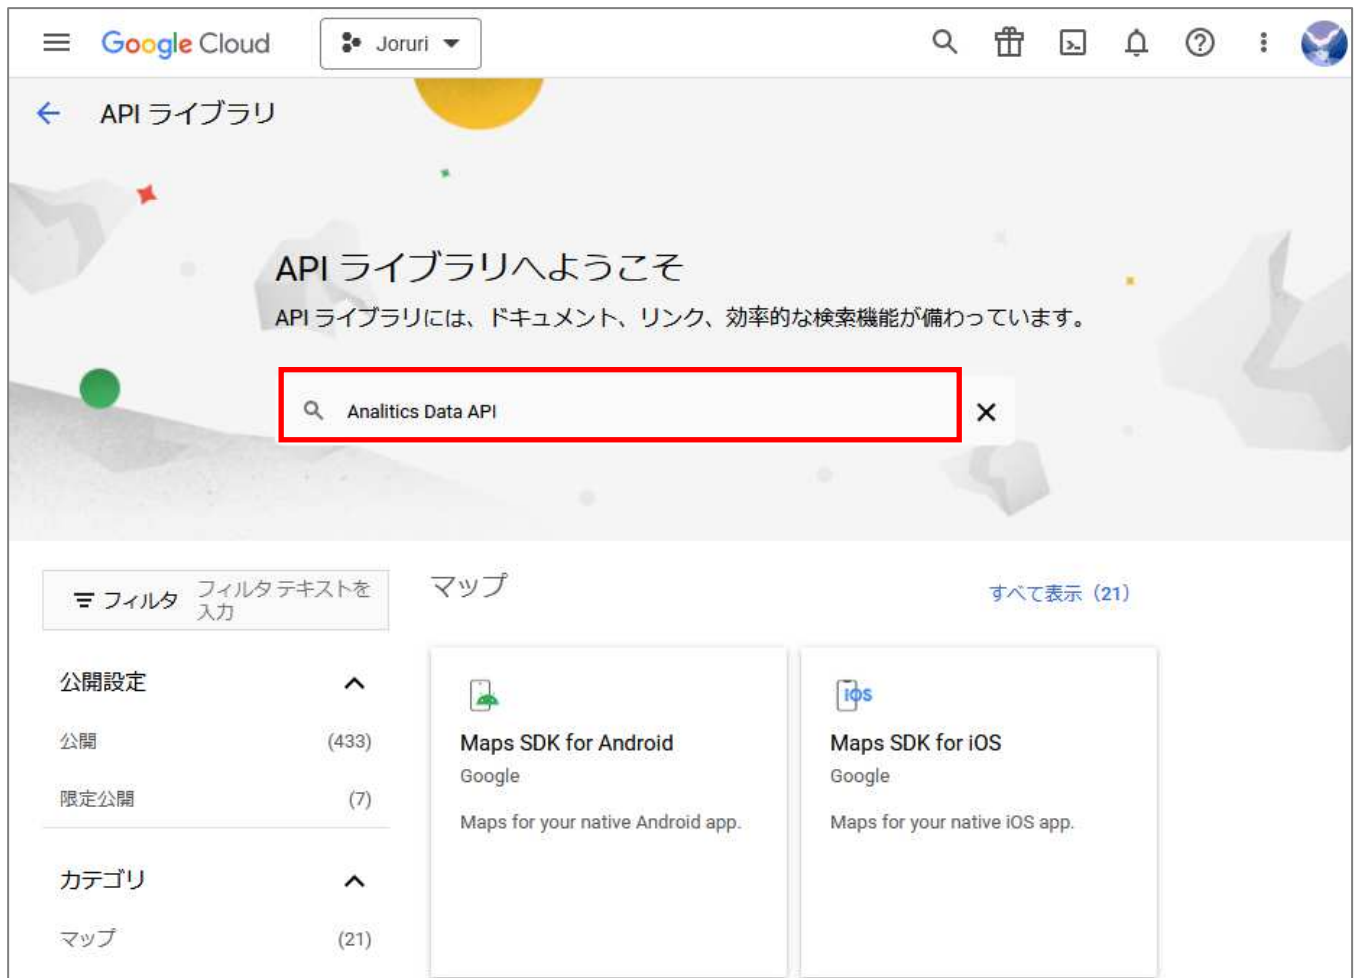 Google Cloud
Joruri
API ライブラリ
API ライブラリへようこそ
API ライブラリには、ドキュメント、リンク、効率的な検索機能が備わっています。
Analitics Data API
フィルタ
フィルタ テキストを
入力
マップ
すべて表示（21）
公開設定
公開 (433)
限定公開 (7)
カテゴリ
マップ (21)
iOS
Maps SDK for Android
Google
Maps for your native Android app.
Maps SDK for iOS
Google
Maps for your native iOS app.